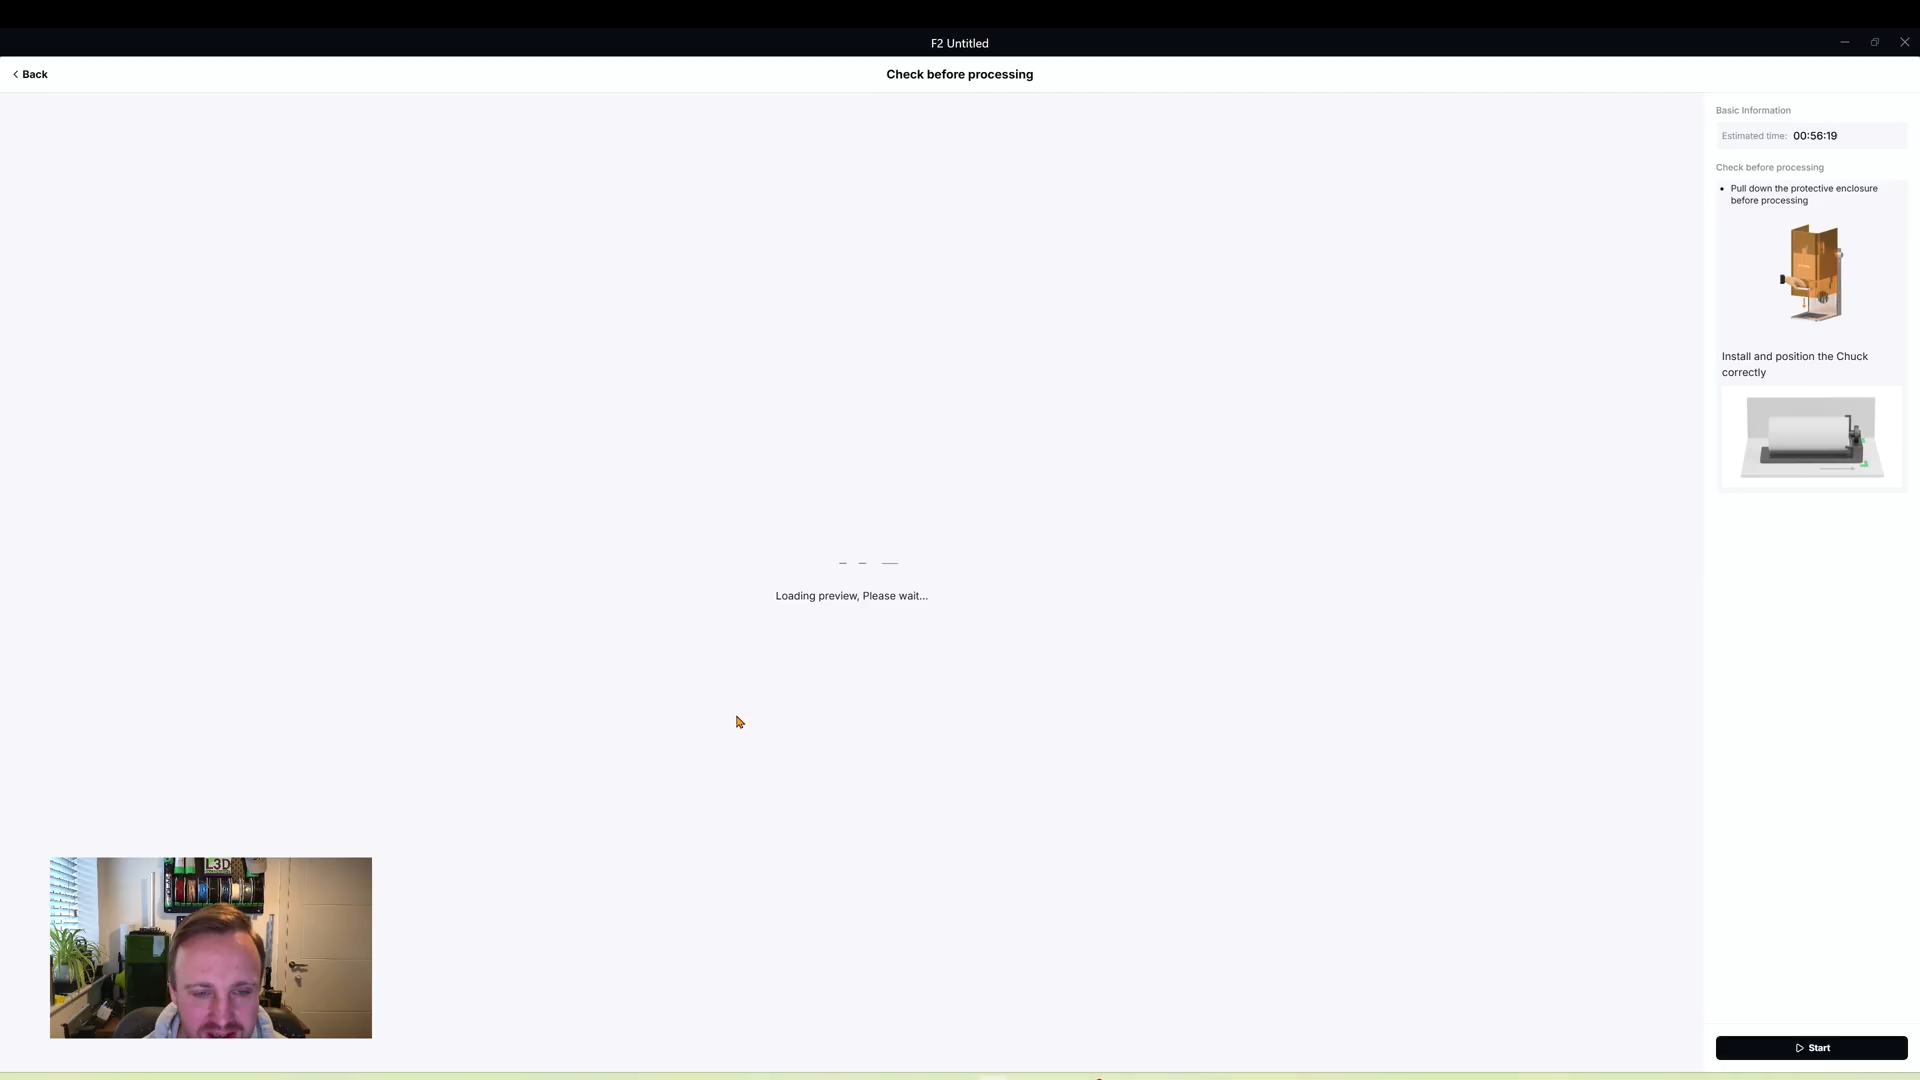 F2 Untitled
Back
Check before processing
Basic Information
Estimated time: 00:56:19
Check before processing
• Pull down the protective enclosure
before processing
Install and position the Chuck
correctly
Loading preview, Please wait...
L3D
Start